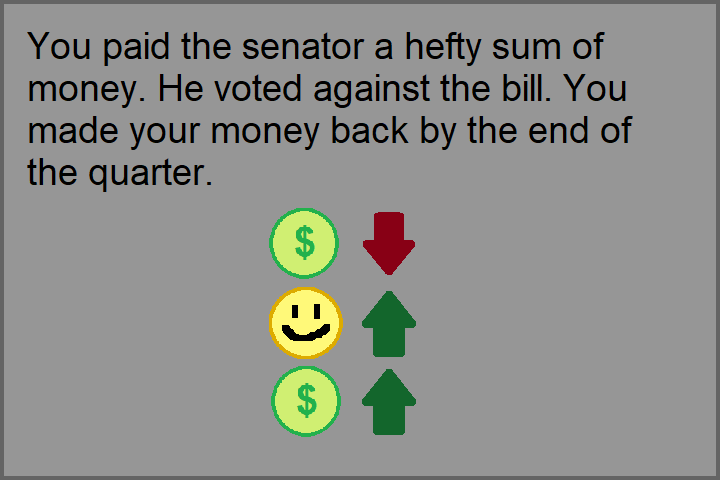 You paid the senator a hefty sum of
money. He voted against the bill. You
made your money back by the end of
the quarter.
$
$